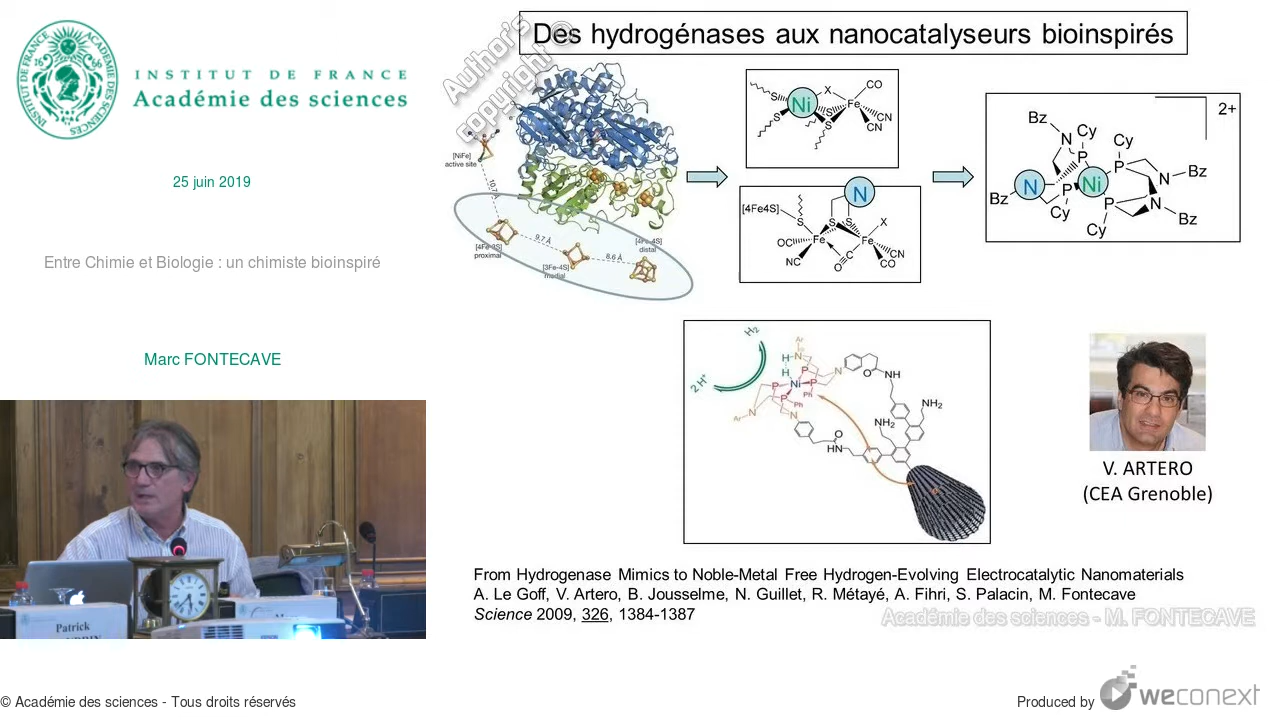 INSTITUT DE FRANCE
Académie des sciences
25 juin 2019
Entre Chimie et Biologie : un chimiste bioinspiré
Marc FONTECAVE
Patrick
Author's
copyright ©
Des hydrogénases aux nanocatalyseurs bioinspirés
[NiFe]
active site
10.7 Å
[4Fe-3S]
proximal
9.7 Å
[3Fe-4S]
medial
8.6 Å
[4Fe-4S]
distal
S
S
Ni
X
S
S
Fe
CO
CN
CN
N
[4Fe4S]
S
S
S
X
OC
Fe
Fe
CN
NC
C
O
CN
CO
2+
Bz
N
Cy
P
Cy
P
N
Bz
Bz
N
P
Ni
P
N
Cy
Cy
Bz
H2
2 H+
Ar
H
N
H
P
N
P
Ni
P
Ph
P
Ph
Ar
N
N
O
NH
NH2
NH2
O
HN
V. ARTERO
(CEA Grenoble)
From Hydrogenase Mimics to Noble-Metal Free Hydrogen-Evolving Electrocatalytic Nanomaterials
A. Le Goff, V. Artero, B. Jousselme, N. Guillet, R. Métayé, A. Fihri, S. Palacin, M. Fontecave
Science 2009, 326, 1384-1387
Académie des sciences - M. FONTECAVE
© Académie des sciences - Tous droits réservés
Produced by
weconext